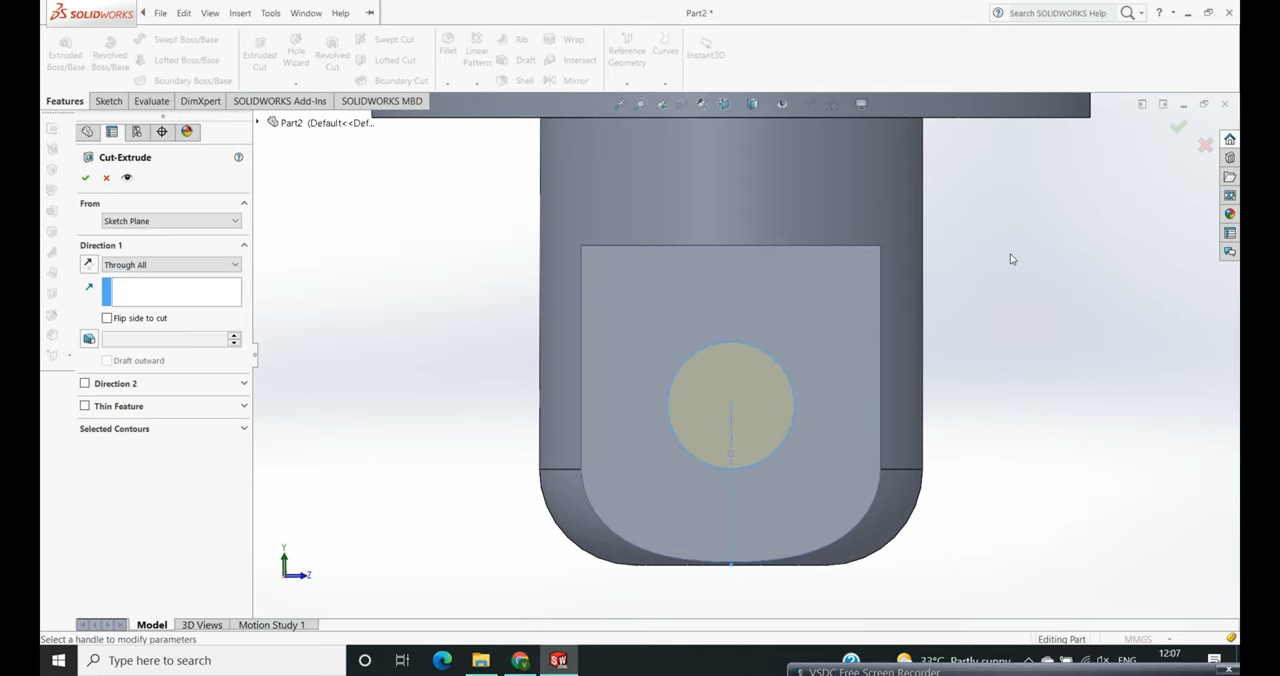 SOLIDWORKS File Edit View Insert Tools Window Help Part2 * Search SOLIDWORKS Help ?
Extruded Boss/Base Revolved Boss/Base Swept Boss/Base Lofted Boss/Base Boundary Boss/Base Extruded Cut Hole Wizard Revolved Cut Swept Cut Lofted Cut Boundary Cut Fillet Linear Pattern Rib Draft Shell Wrap Intersect Mirror Reference Geometry Curves Instant3D
Features Sketch Evaluate DimXpert SOLIDWORKS Add-Ins SOLIDWORKS MBD
Part2 (Default<<Def...
Cut-Extrude ?
From
Sketch Plane
Direction 1
Through All
Flip side to cut
Draft outward
Direction 2
Thin Feature
Selected Contours
Y
Z
Model 3D Views Motion Study 1
Select a handle to modify parameters Editing Part MMGS
Type here to search SW 2016 33°C Partly sunny ENG 12:07
VSDC Free Screen Recorder